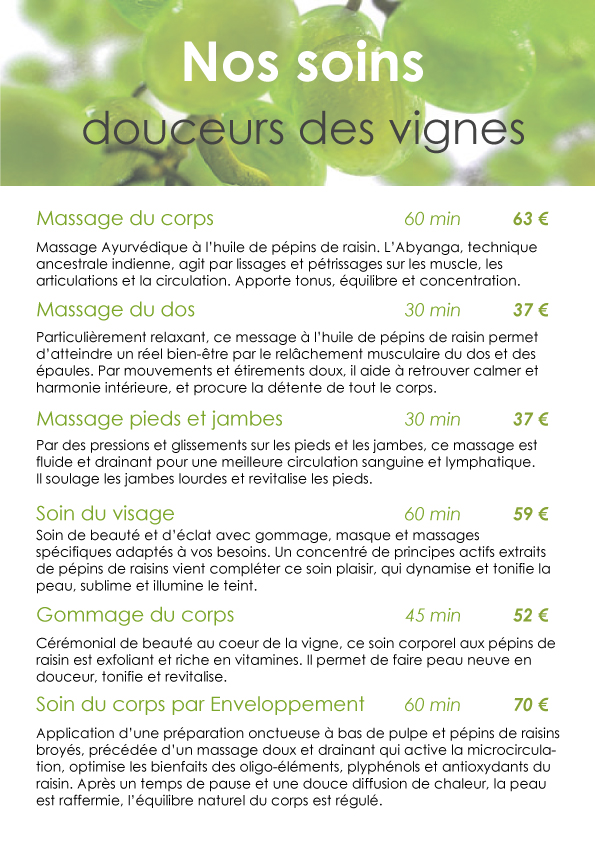 Nos soins
douceurs des vignes
Massage du corps 60 min 63 €
Massage Ayurvédique à l'huile de pépins de raisin. L'Abyanga, technique
ancestrale indienne, agit par lissages et pétrissages sur les muscle, les
articulations et la circulation. Apporte tonus, équilibre et concentration.
Massage du dos 30 min 37 €
Particulièrement relaxant, ce message à l'huile de pépins de raisin permet
d'atteindre un réel bien-être par le relâchement musculaire du dos et des
épaules. Par mouvements et étirements doux, il aide à retrouver calmer et
harmonie intérieure, et procure la détente de tout le corps.
Massage pieds et jambes 30 min 37 €
Par des pressions et glissements sur les pieds et les jambes, ce massage est
fluide et drainant pour une meilleure circulation sanguine et lymphatique.
Il soulage les jambes lourdes et revitalise les pieds.
Soin du visage 60 min 59 €
Soin de beauté et d'éclat avec gommage, masque et massages
spécifiques adaptés à vos besoins. Un concentré de principes actifs extraits
de pépins de raisins vient compléter ce soin plaisir, qui dynamise et tonifie la
peau, sublime et illumine le teint.
Gommage du corps 45 min 52 €
Cérémonial de beauté au coeur de la vigne, ce soin corporel aux pépins de
raisin est exfoliant et riche en vitamines. Il permet de faire peau neuve en
douceur, tonifie et revitalise.
Soin du corps par Enveloppement 60 min 70 €
Application d'une préparation onctueuse à bas de pulpe et pépins de raisins
broyés, précédée d'un massage doux et drainant qui active la microcircula-
tion, optimise les bienfaits des oligo-éléments, plyphénols et antioxydants du
raisin. Après un temps de pause et une douce diffusion de chaleur, la peau
est raffermie, l'équilibre naturel du corps est régulé.